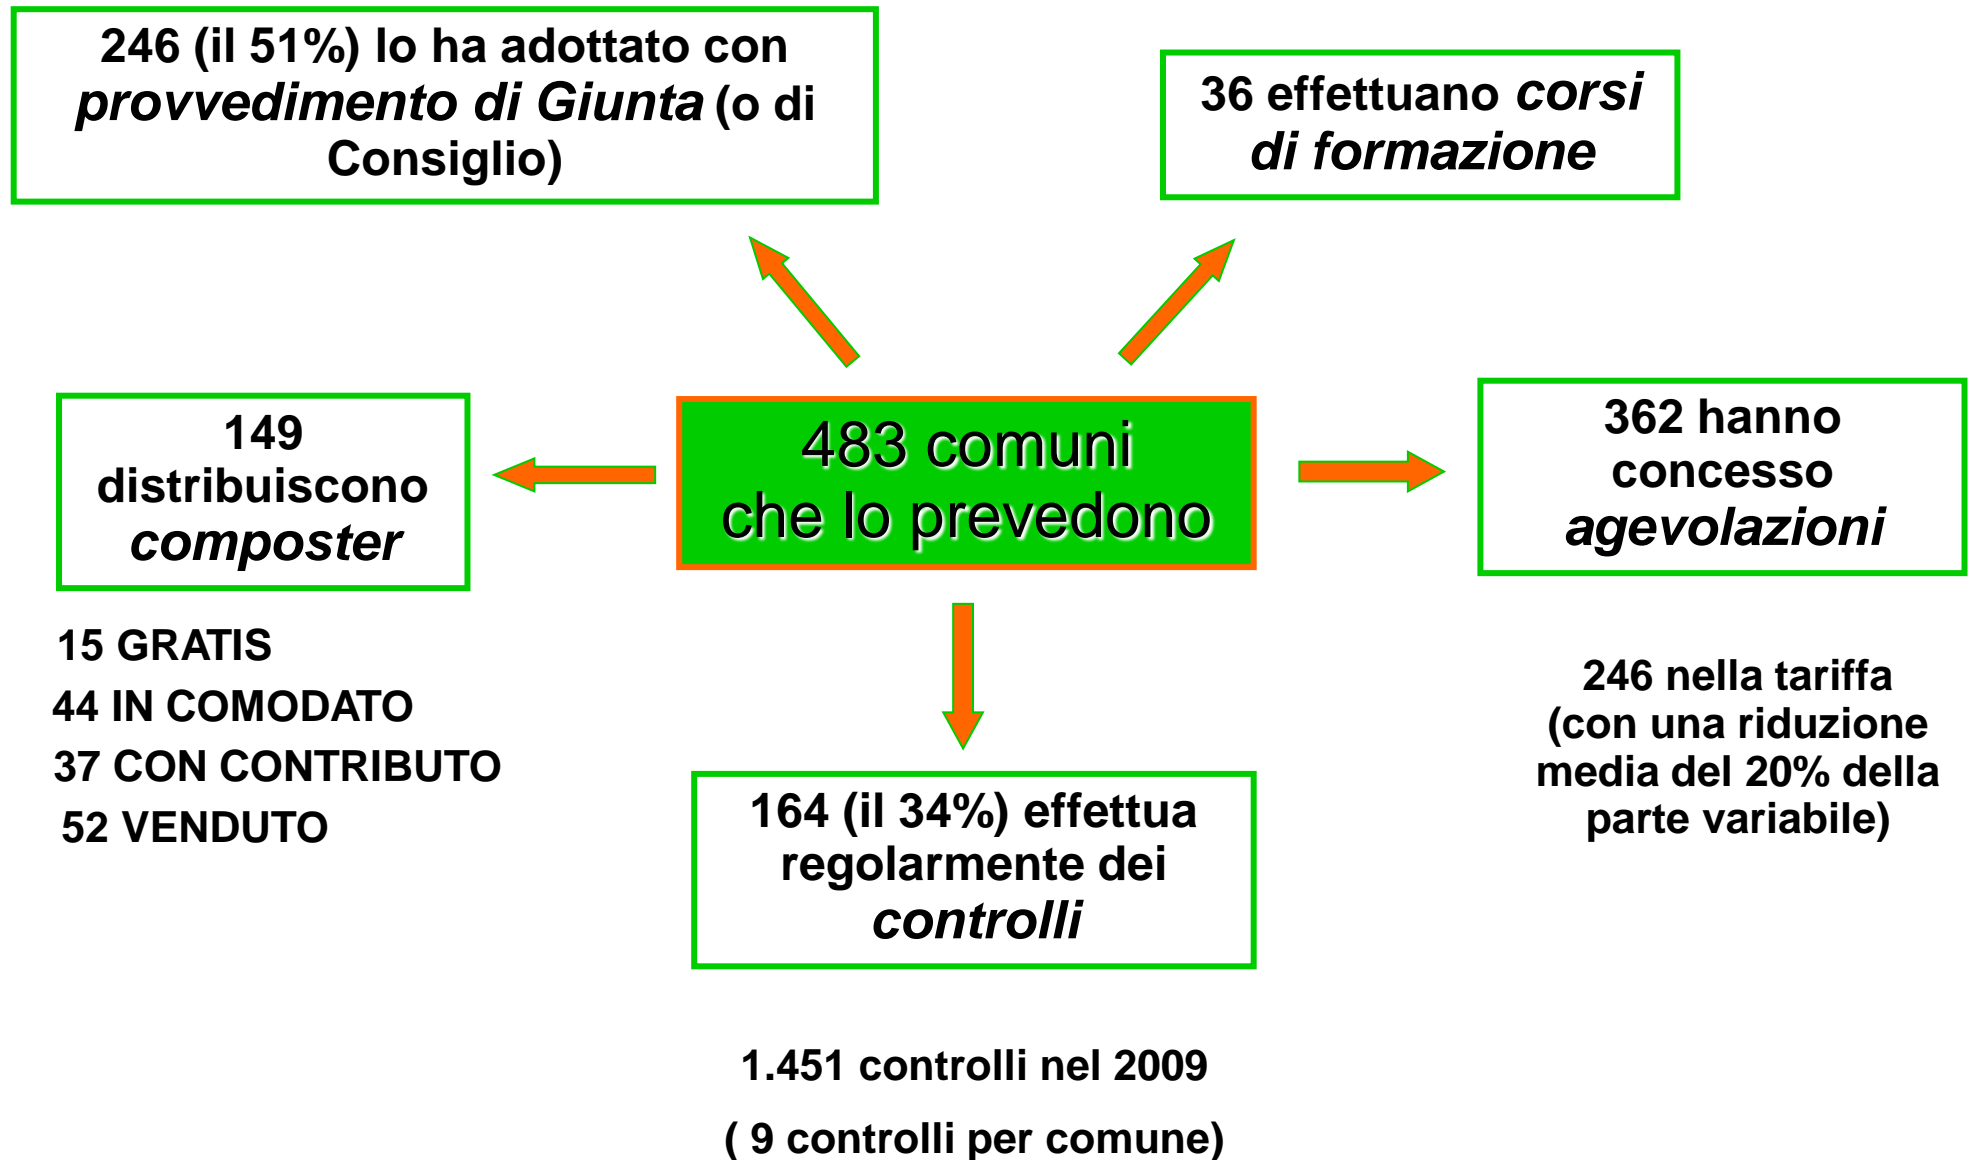 246 (il 51%) lo ha adottato con
provvedimento di Giunta (o di
Consiglio)
36 effettuano corsi
di formazione
149
distribuiscono
composter
483 comuni
che lo prevedono
362 hanno
concesso
agevolazioni
15 GRATIS
44 IN COMODATO
37 CON CONTRIBUTO
52 VENDUTO
246 nella tariffa
(con una riduzione
media del 20% della
parte variabile)
164 (il 34%) effettua
regolarmente dei
controlli
1.451 controlli nel 2009
( 9 controlli per comune)